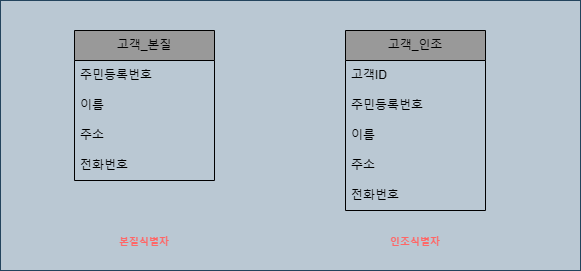 고객_본질
주민등록번호
이름
주소
전화번호
본질식별자
고객_인조
고객ID
주민등록번호
이름
주소
전화번호
인조식별자